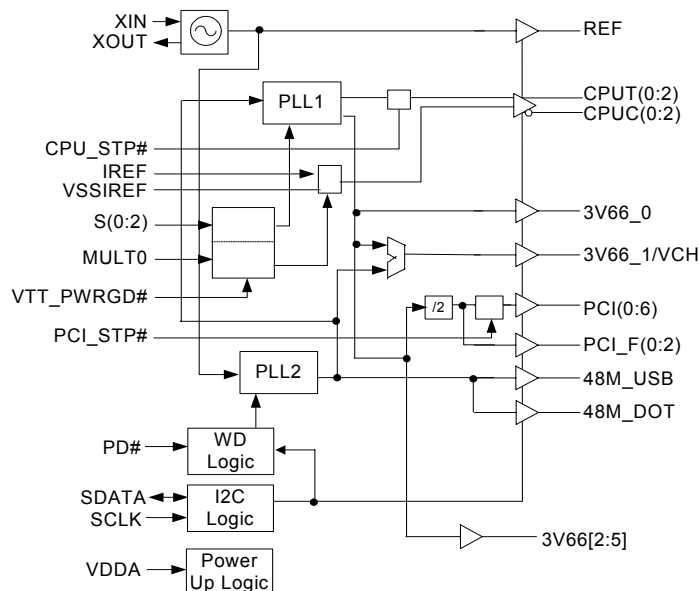 XIN
XOUT
REF
PLL1
CPUT(0:2)
CPUC(0:2)
CPU_STP#
IREF
VSSIREF
S(0:2)
3V66_0
MULT0
3V66_1/VCH
VTT_PWRGD#
/2
PCI(0:6)
PCI_STP#
PCI_F(0:2)
PLL2
48M_USB
48M_DOT
PD#
WD
Logic
SDATA
SCLK
I2C
Logic
3V66[2:5]
VDDA
Power
Up Logic